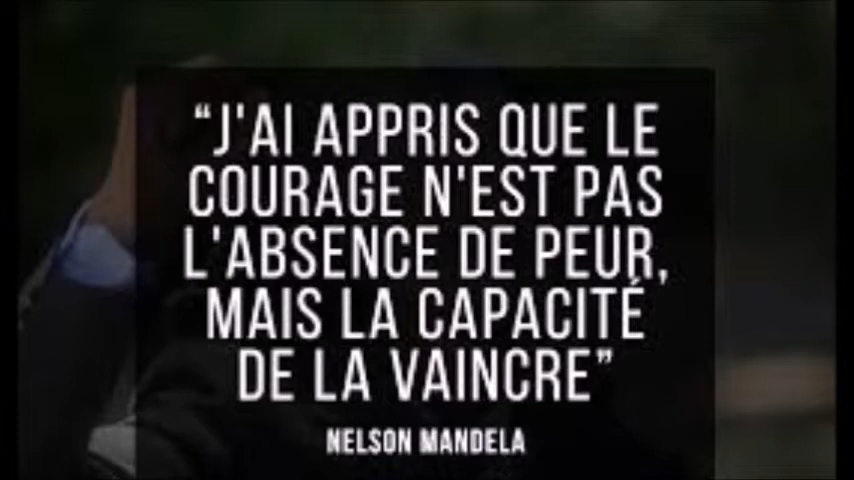 “J'AI APPRIS QUE LE
COURAGE N'EST PAS
L'ABSENCE DE PEUR,
MAIS LA CAPACITÉ
DE LA VAINCRE”
NELSON MANDELA